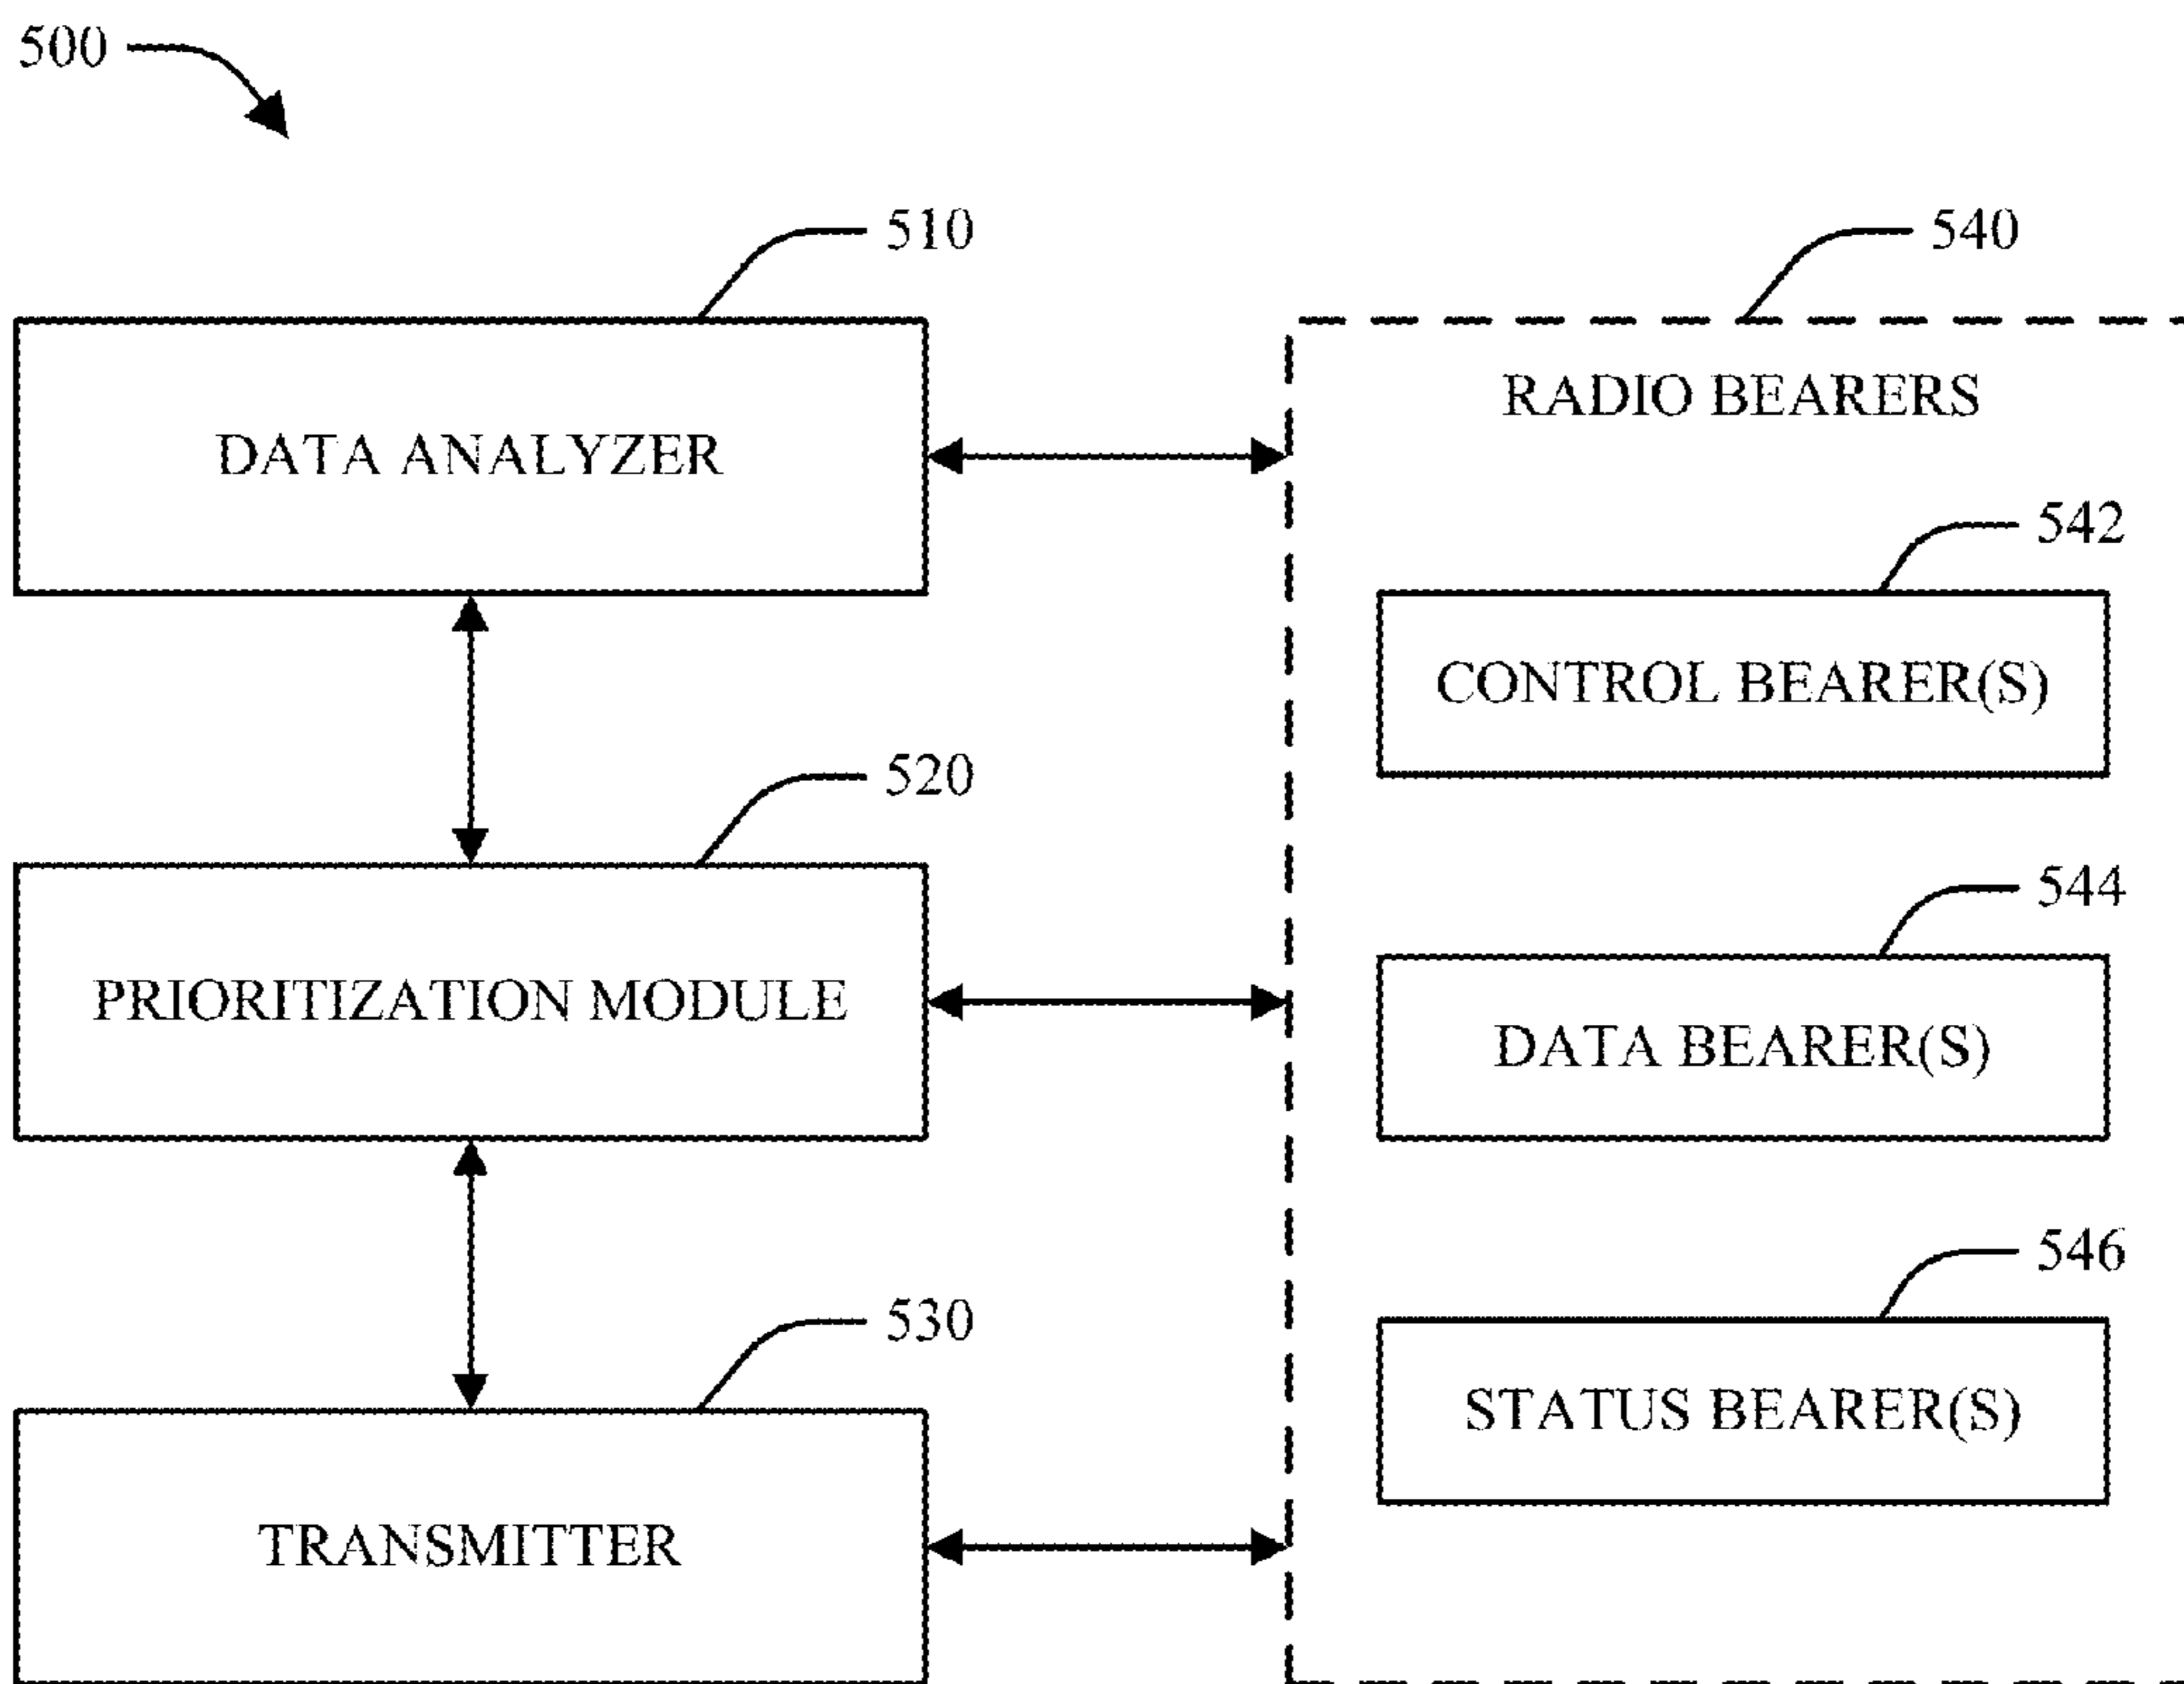 500
510
540
RADIO BEARERS
DATA ANALYZER
542
CONTROL BEARER(S)
520
544
PRIORITIZATION MODULE
DATA BEARER(S)
546
530
STATUS BEARER(S)
TRANSMITTER